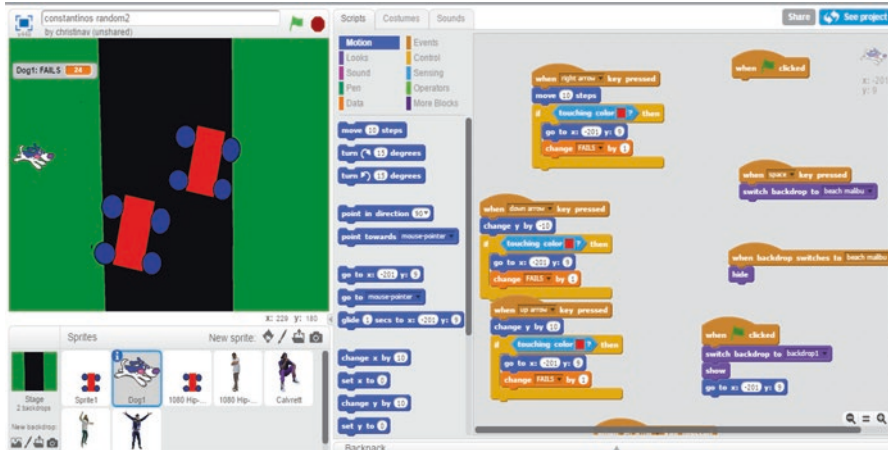 constantinos random2
by christinav (unshared)
Dog1: FAILS 24
x: 229 y: 180
Sprites
New sprite:
Stage
2 backdrops
New backdrop:
Sprite1
Dog1
1080 Hip-...
1080 Hip-...
Calvrett
Scripts
Costumes
Sounds
Share
See project
Motion
Looks
Sound
Pen
Data
Events
Control
Sensing
Operators
More Blocks
move 10 steps
turn 15 degrees
turn 15 degrees
point in direction 90
point towards mouse-pointer
go to x: -201 y: 9
go to mouse-pointer
glide 1 secs to x: -201 y: 9
change x by 10
set x to 0
change y by 10
set y to 0
when right arrow key pressed
move 10 steps
if touching color ? then
go to x: -201 y: 9
change FAILS by 1
when down arrow key pressed
change y by -10
if touching color ? then
go to x: -201 y: 9
change FAILS by 1
when up arrow key pressed
change y by 10
if touching color ? then
go to x: -201 y: 9
change FAILS by 1
when clicked
when space key pressed
switch backdrop to beach malibu
when backdrop switches to beach malibu
hide
when clicked
switch backdrop to backdrop1
show
go to x: -201 y: 9
x: -201
y: 9
Backpack